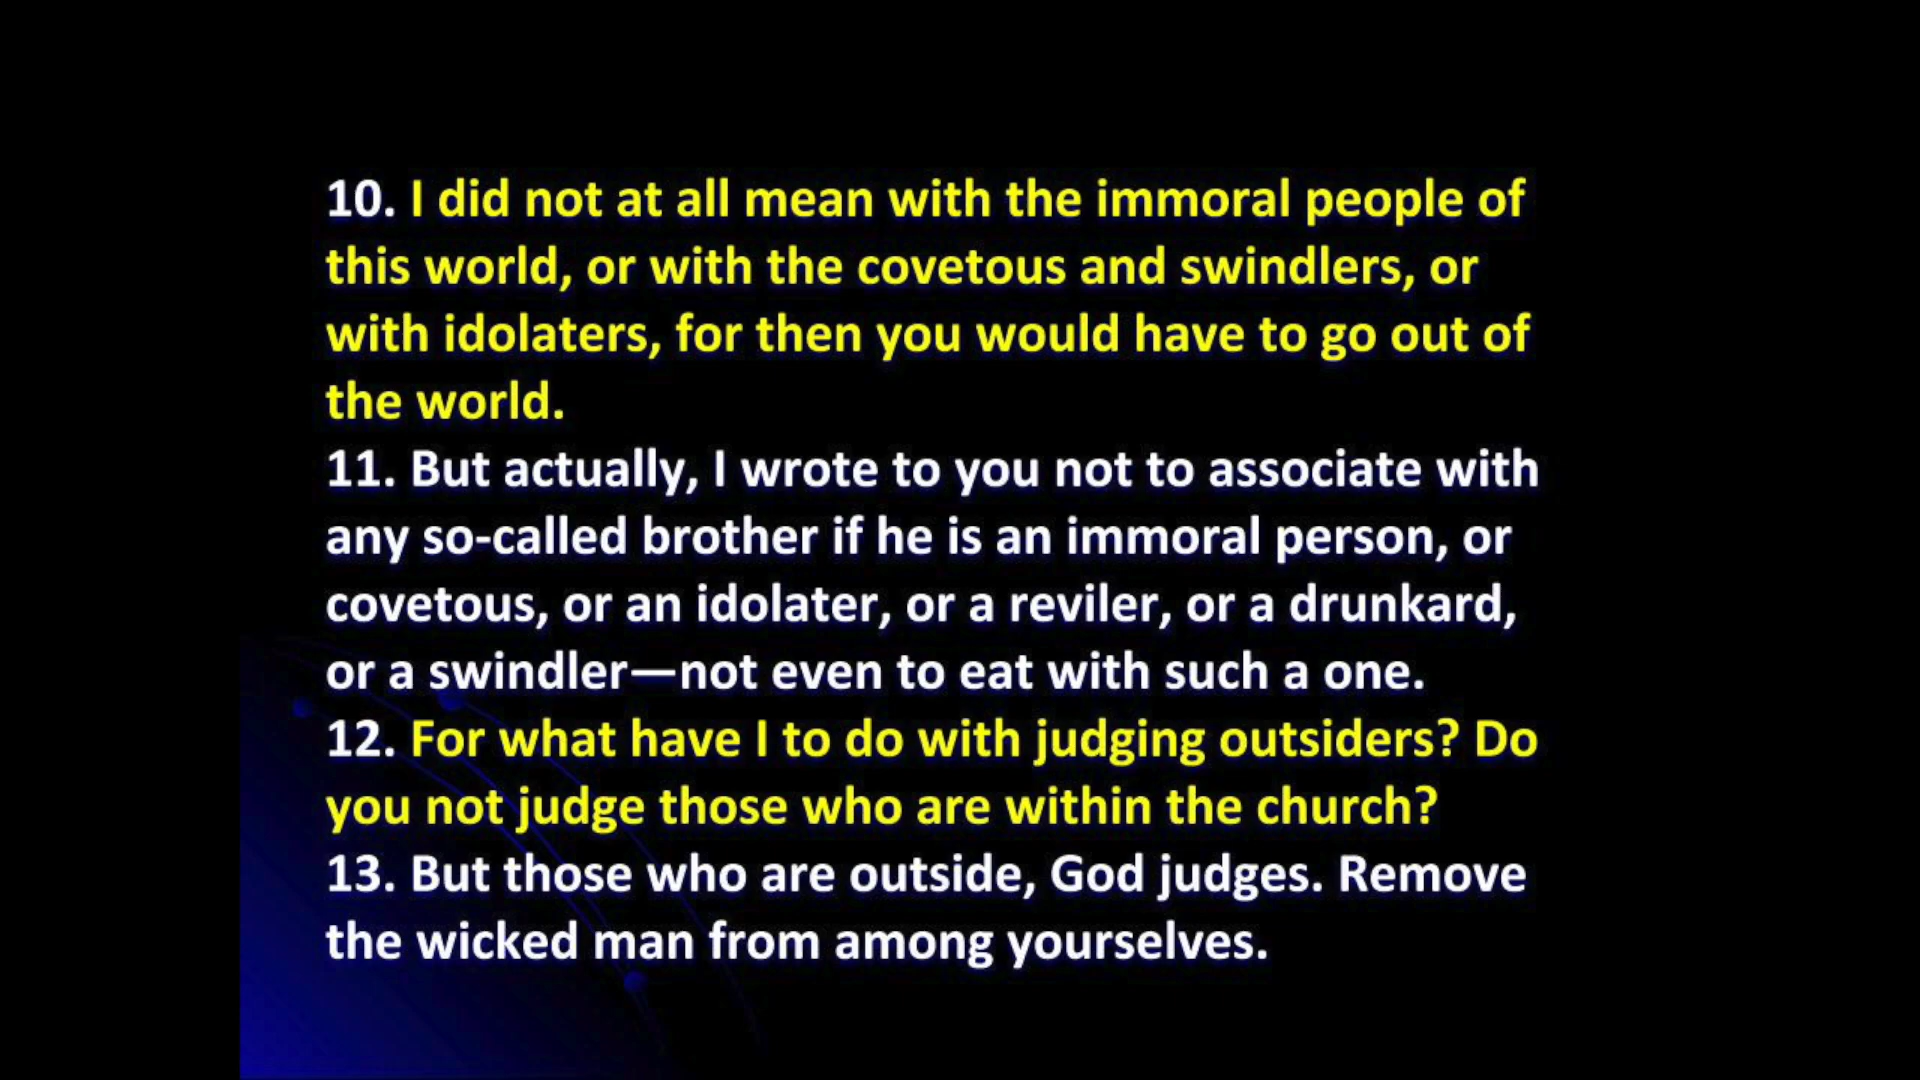 10. I did not at all mean with the immoral people of
this world, or with the covetous and swindlers, or
with idolaters, for then you would have to go out of
the world.
11. But actually, I wrote to you not to associate with
any so-called brother if he is an immoral person, or
covetous, or an idolater, or a reviler, or a drunkard,
or a swindler—not even to eat with such a one.
12. For what have I to do with judging outsiders? Do
you not judge those who are within the church?
13. But those who are outside, God judges. Remove
the wicked man from among yourselves.